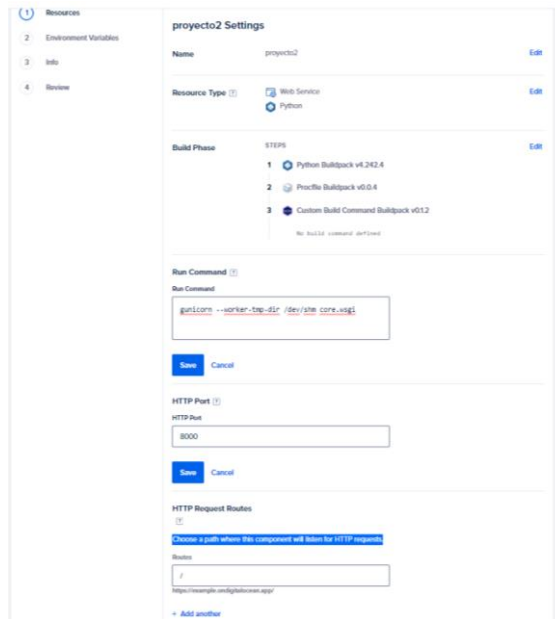 1 Resources
2 Environment Variables
3 Info
4 Review
proyecto2 Settings
Name proyecto2 Edit
Resource Type ? Web Service Edit
Python
Build Phase STEPS Edit
1 Python Buildpack v4.242.4
2 Procfile Buildpack v0.0.4
3 Custom Build Command Buildpack v0.1.2
No build command defined
Run Command ?
Run Command
gunicorn --worker-tmp-dir /dev/shm core.wsgi
Save Cancel
HTTP Port ?
HTTP Port
8000
Save Cancel
HTTP Request Routes
?
Choose a path where this component will listen for HTTP requests.
Routes
/
https://example.ondigitalocean.app/
+ Add another